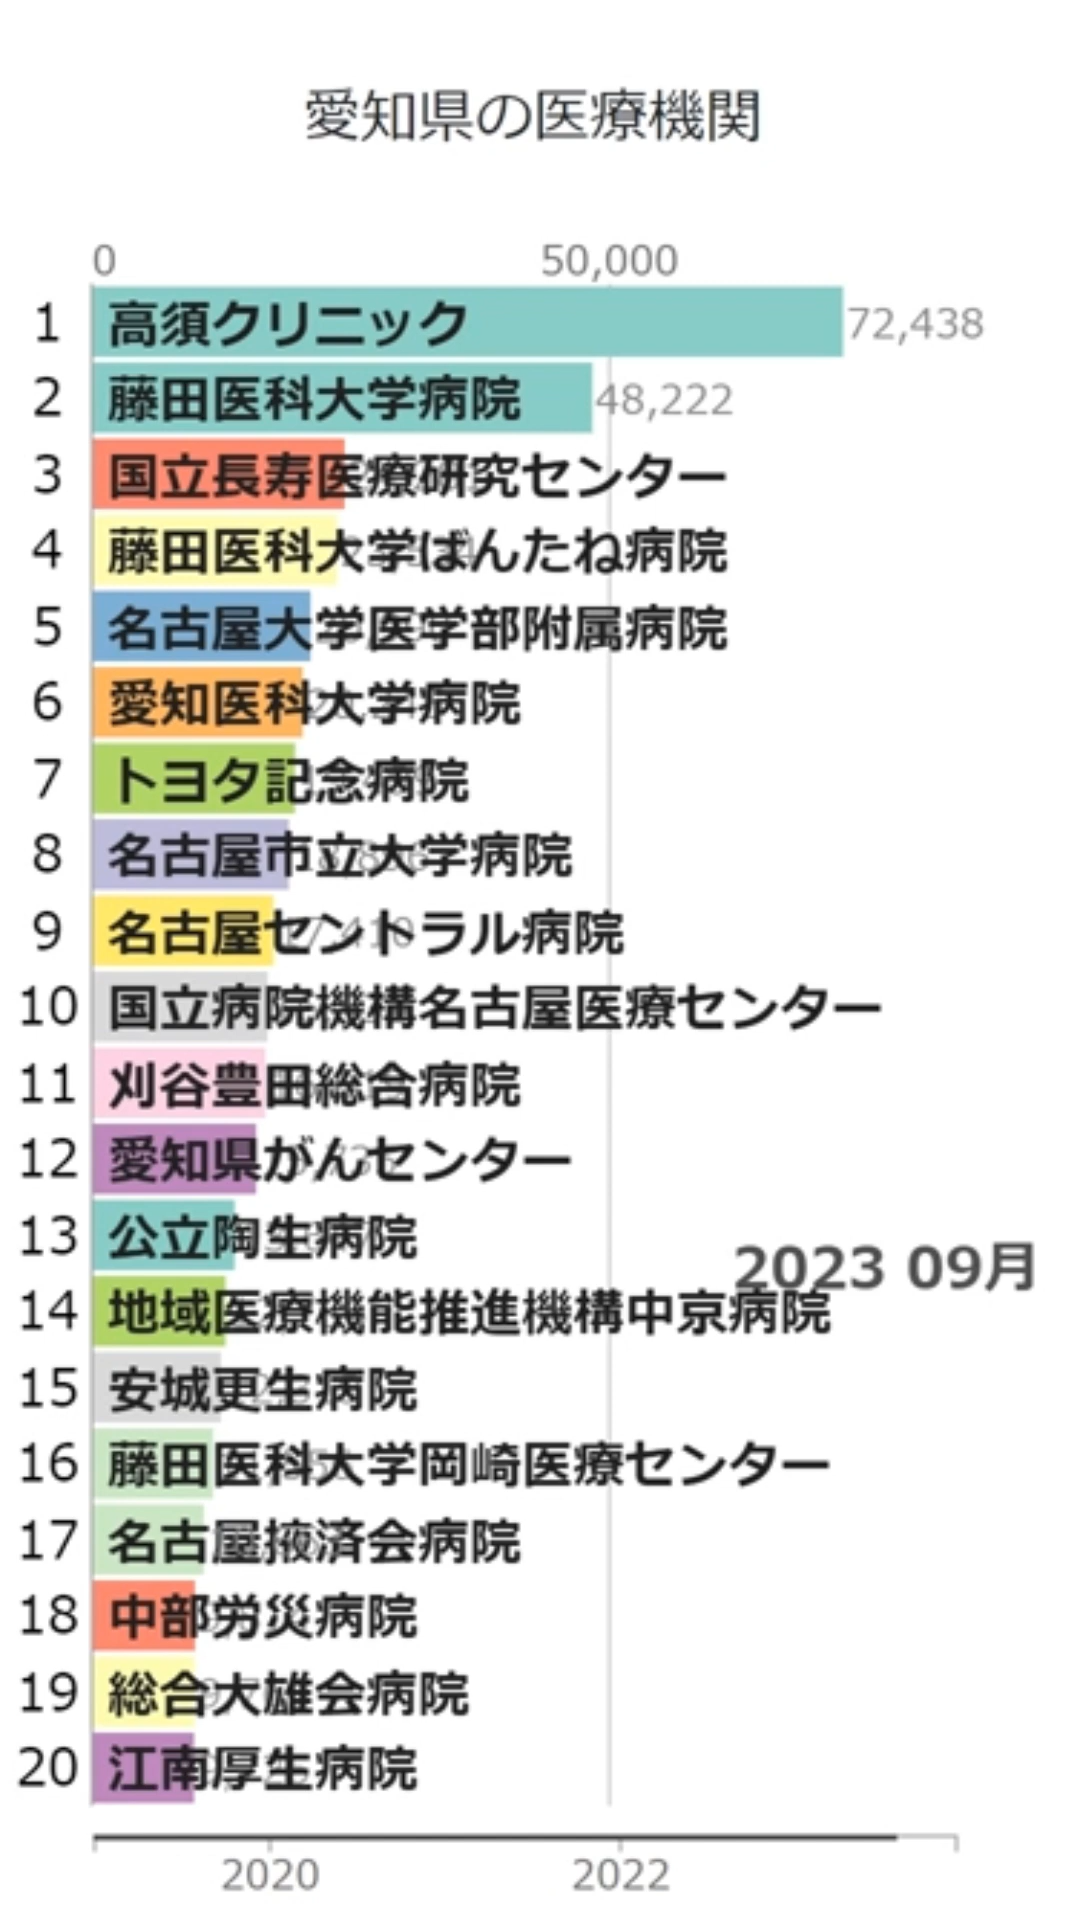 愛知県の医療機関
0 50,000
1 高須クリニック 72,438
2 藤田医科大学病院 48,222
3 国立長寿医療研究センター
4 藤田医科大学ばんたね病院
5 名古屋大学医学部附属病院
6 愛知医科大学病院
7 トヨタ記念病院
8 名古屋市立大学病院
9 名古屋セントラル病院
10 国立病院機構名古屋医療センター
11 刈谷豊田総合病院
12 愛知県がんセンター
13 公立陶生病院
2023 09月
14 地域医療機能推進機構中京病院
15 安城更生病院
16 藤田医科大学岡崎医療センター
17 名古屋掖済会病院
18 中部労災病院
19 総合大雄会病院
20 江南厚生病院
2020 2022